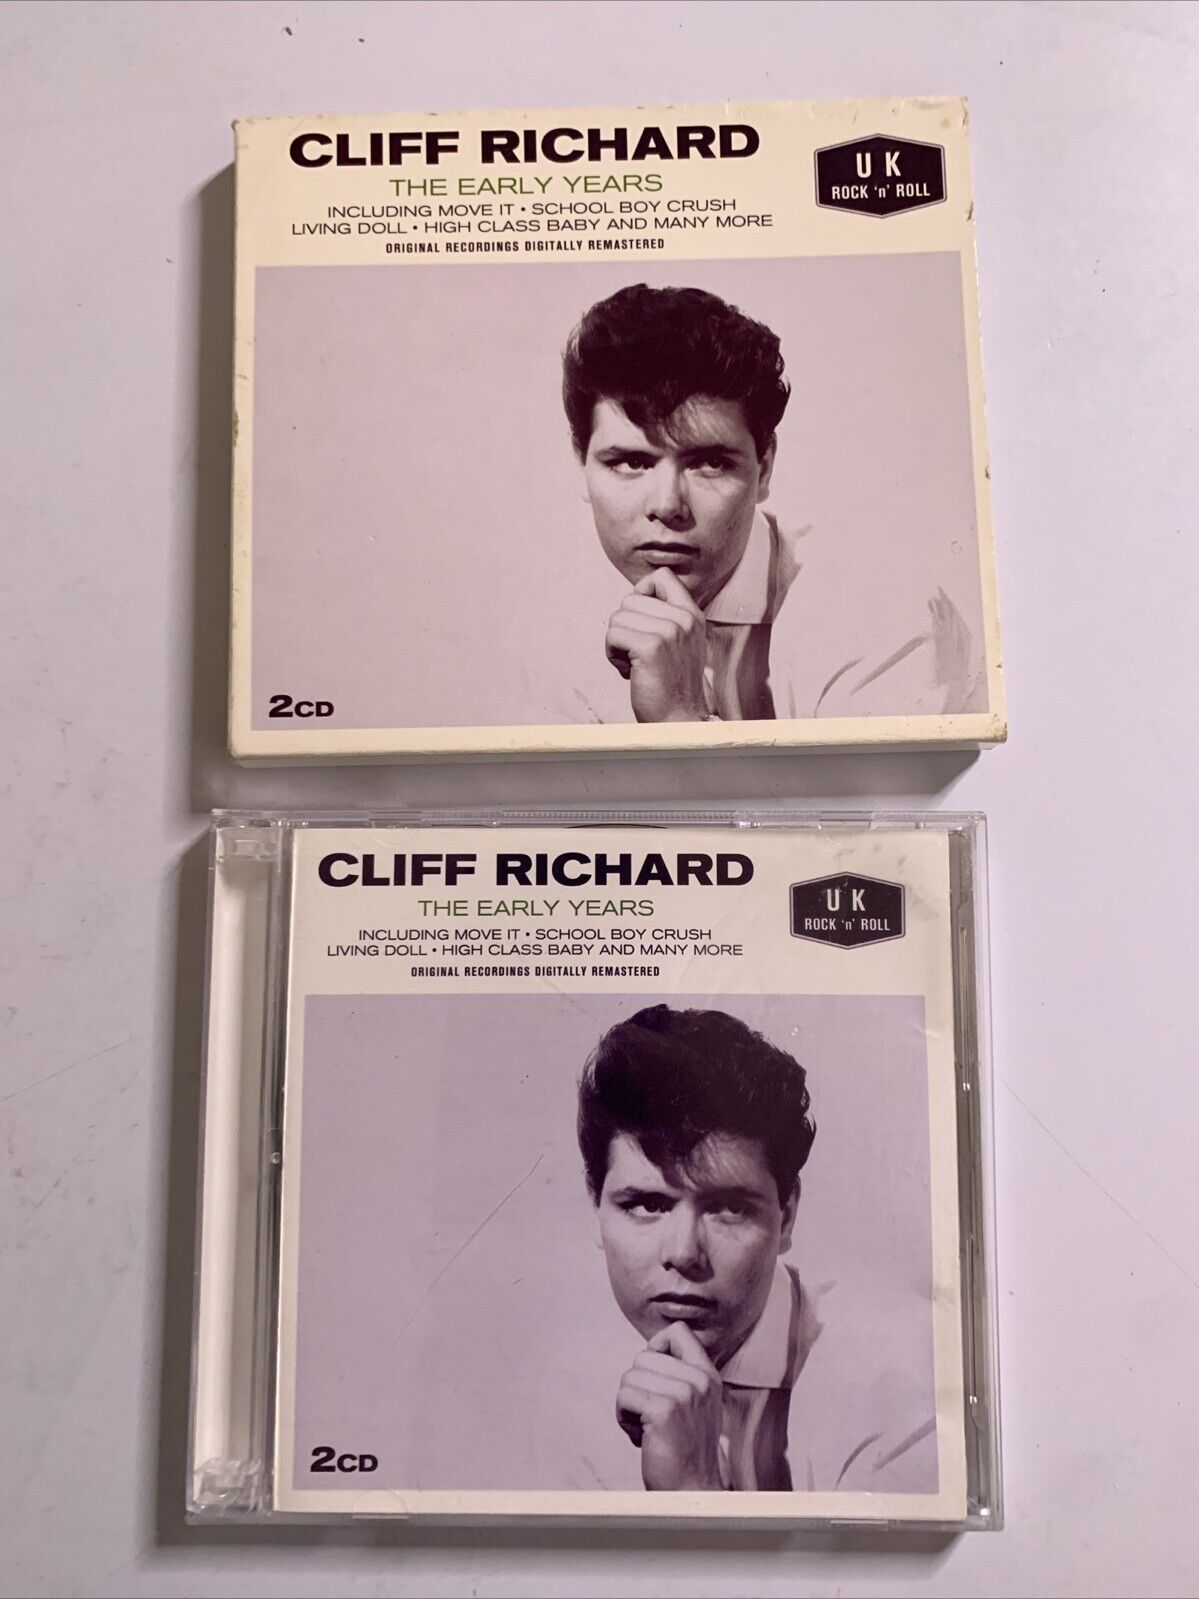 CLIFF RICHARD
THE EARLY YEARS
INCLUDING MOVE IT • SCHOOL BOY CRUSH
LIVING DOLL • HIGH CLASS BABY AND MANY MORE
ORIGINAL RECORDINGS DIGITALLY REMASTERED
U K
ROCK 'n' ROLL
2CD
CLIFF RICHARD
THE EARLY YEARS
INCLUDING MOVE IT • SCHOOL BOY CRUSH
LIVING DOLL • HIGH CLASS BABY AND MANY MORE
ORIGINAL RECORDINGS DIGITALLY REMASTERED
U K
ROCK 'n' ROLL
2CD